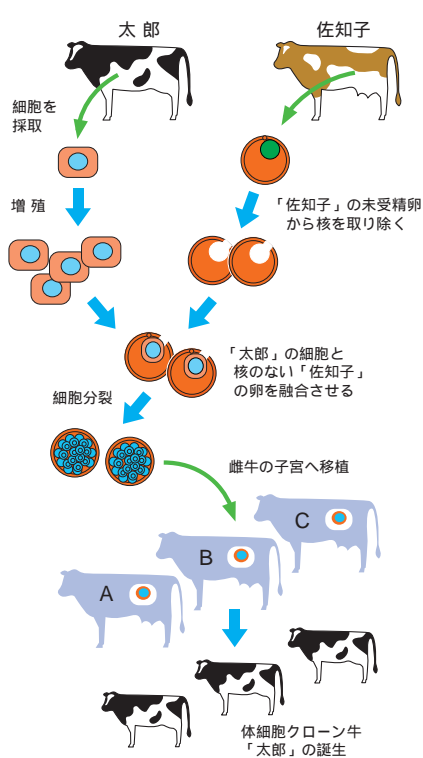 太 郎
佐知子
細胞を
採取
増 殖
「佐知子」の未受精卵
から核を取り除く
「太郎」の細胞と
核のない「佐知子」
の卵を融合させる
細胞分裂
雌牛の子宮へ移植
C
B
A
体細胞クローン牛
「太郎」の誕生